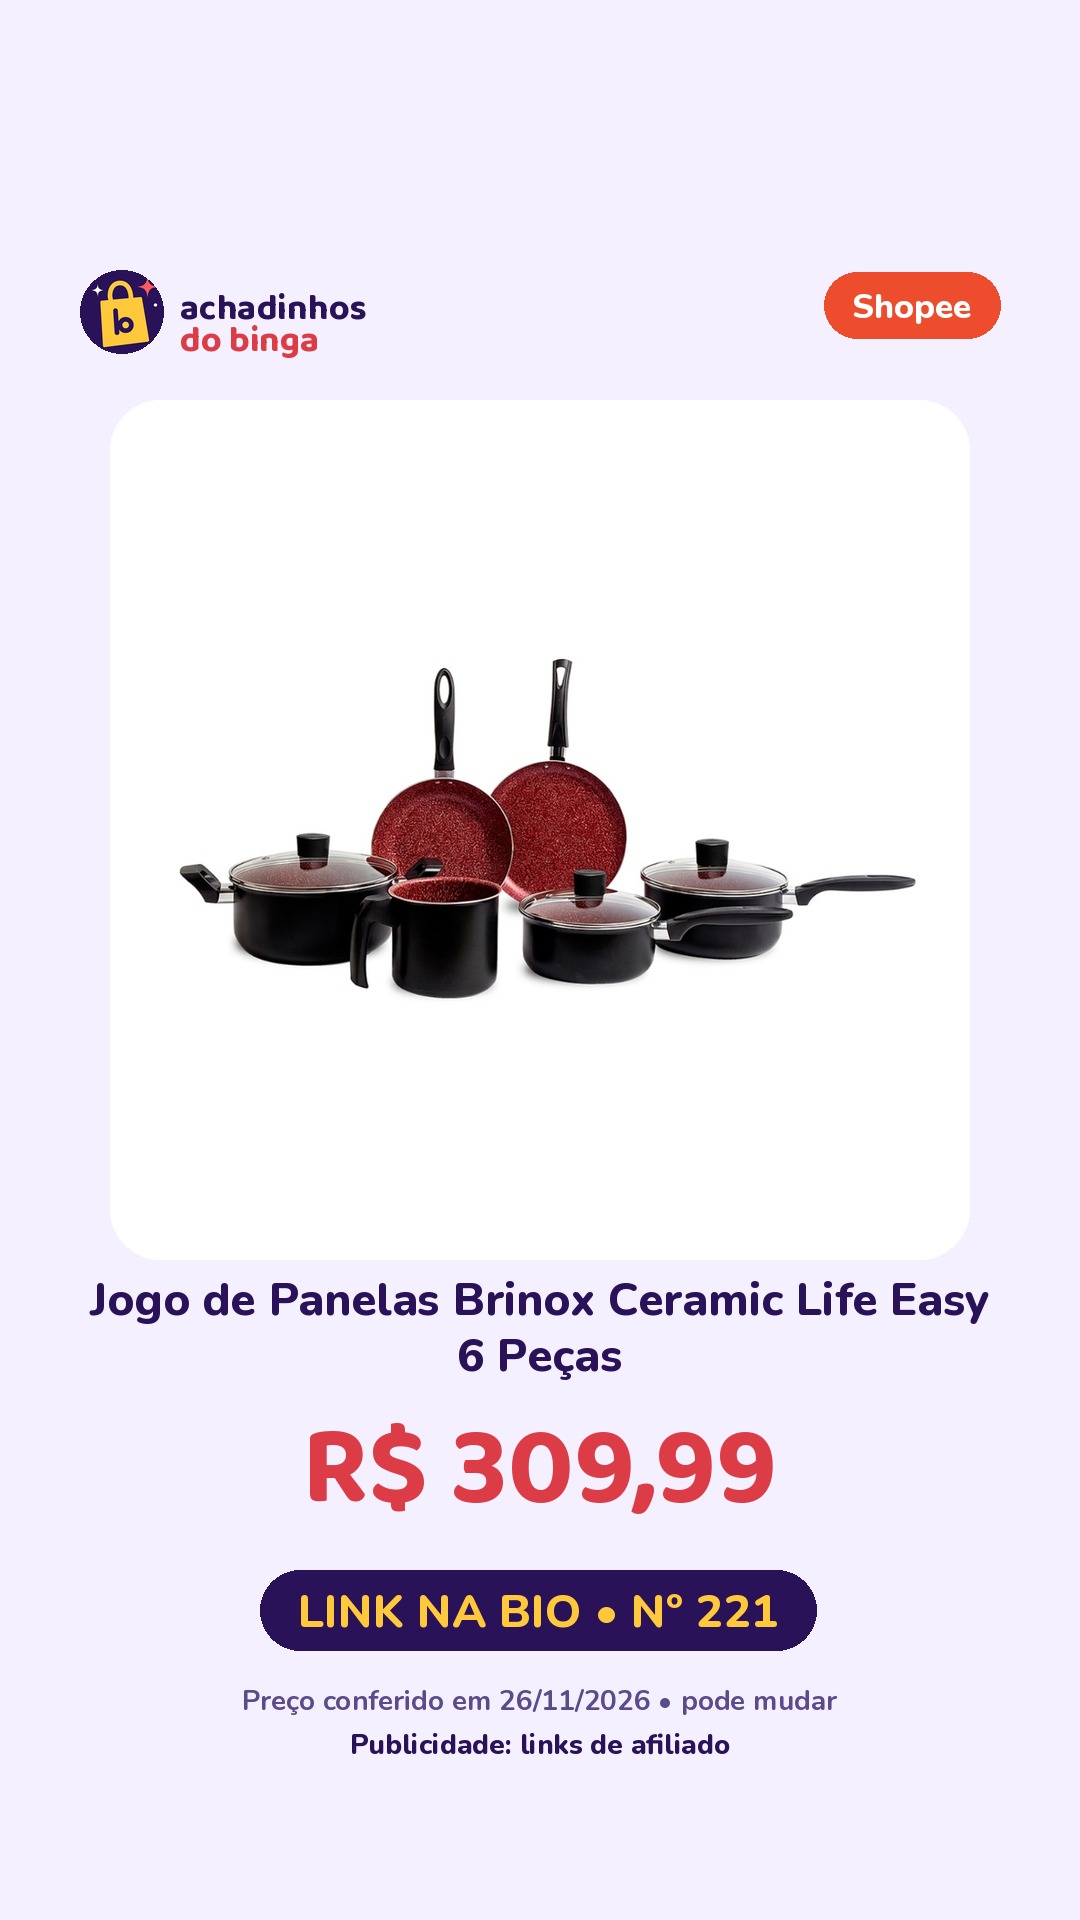 b
achadinhos
do binga
Shopee
Jogo de Panelas Brinox Ceramic Life Easy
6 Peças
R$ 309,99
LINK NA BIO • Nº 221
Preço conferido em 26/11/2026 • pode mudar
Publicidade: links de afiliado